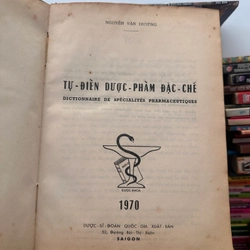 NGUYỄN VĂN DƯƠNG
TỰ-ĐIỂN DƯỢC-PHẨM ĐẶC-CHẾ
DICTIONNAIRE DE SPÉCIALITÉS PHARMACEUTIQUES
1970
DƯỢC-SĨ-ĐOÀN QUỐC GIA XUẤT-BẢN
SAIGON